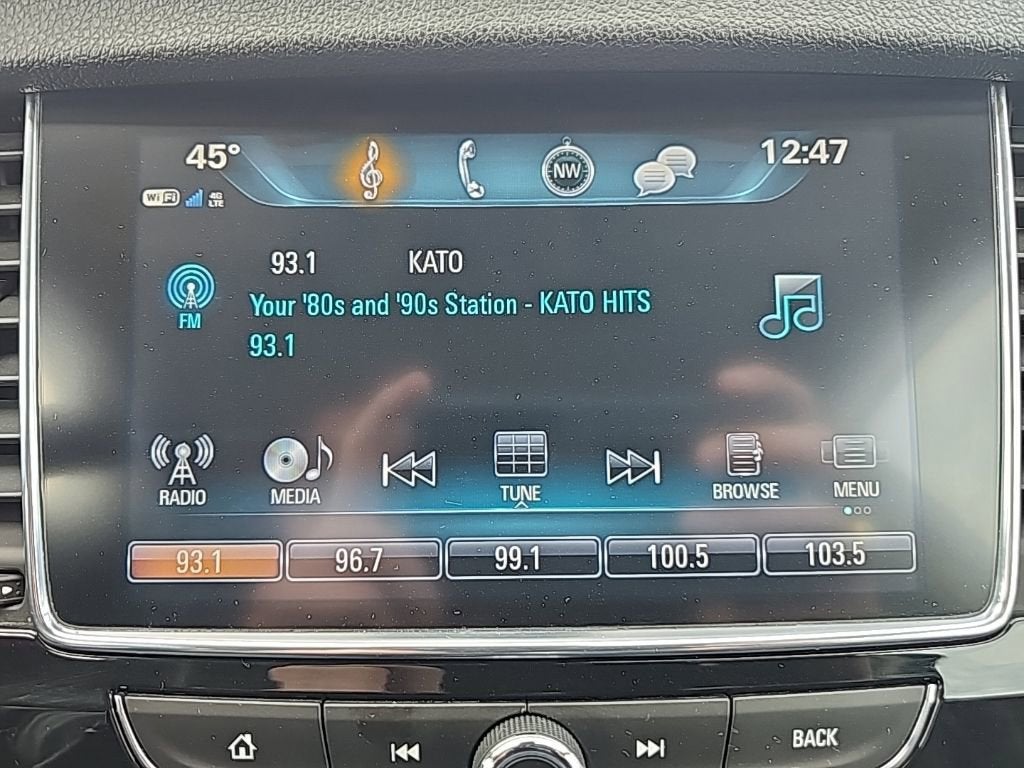 45°
12:47
NW
Wi Fi
4G
LTE
93.1 KATO
FM
Your '80s and '90s Station - KATO HITS
93.1
RADIO
MEDIA
TUNE
BROWSE
MENU
93.1 96.7 99.1 100.5 103.5
BACK